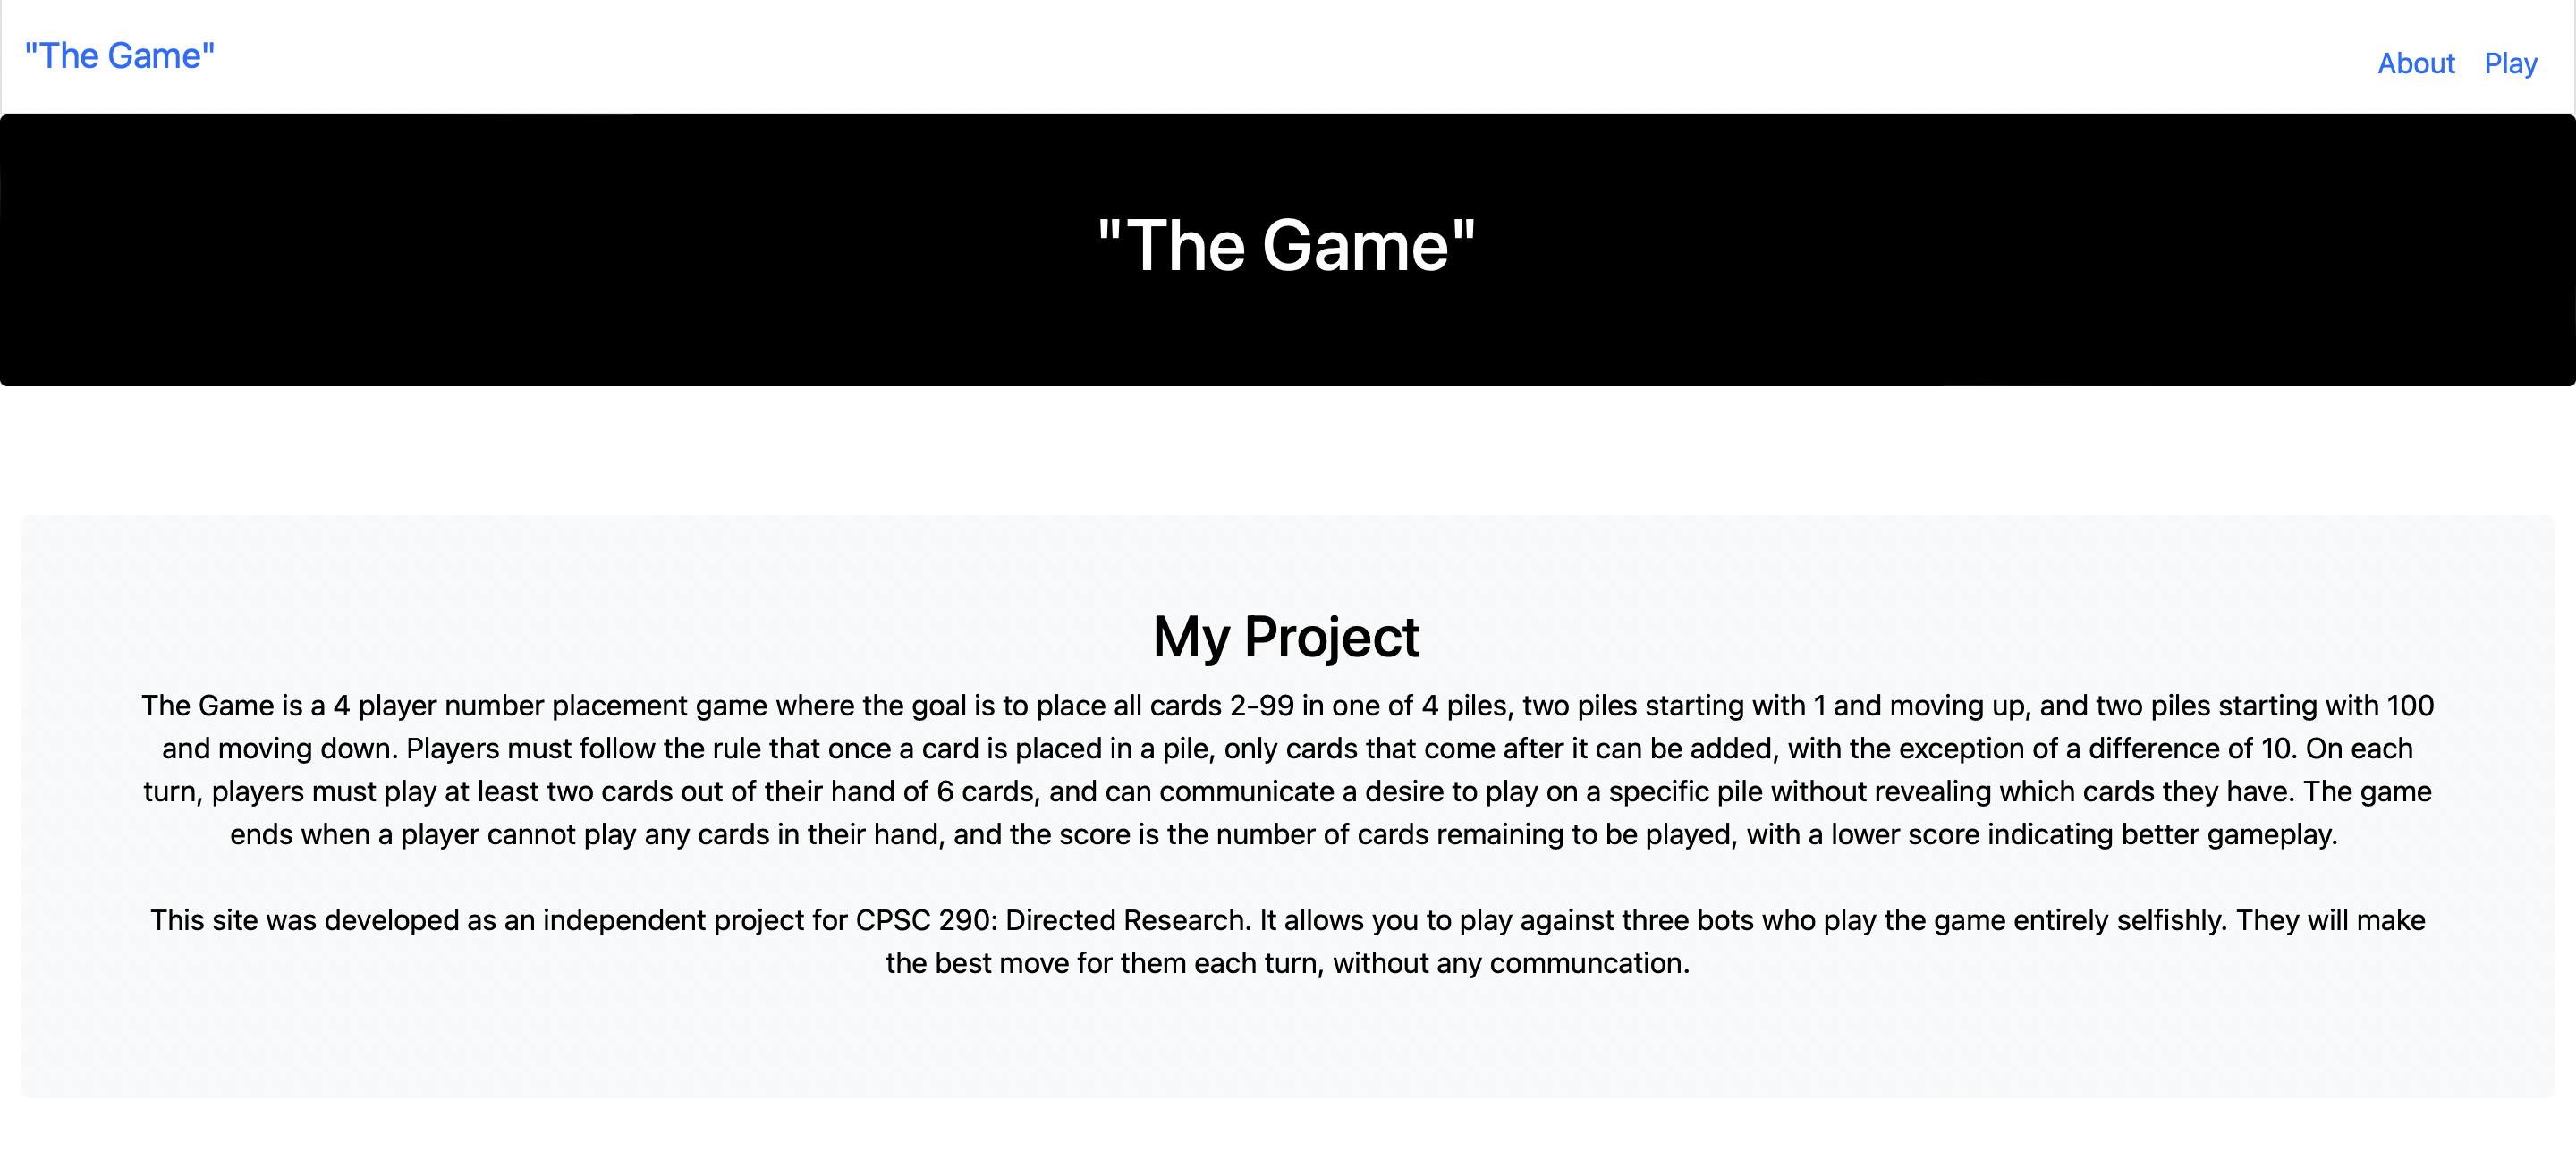 "The Game"
About Play
"The Game"
My Project
The Game is a 4 player number placement game where the goal is to place all cards 2-99 in one of 4 piles, two piles starting with 1 and moving up, and two piles starting with 100
and moving down. Players must follow the rule that once a card is placed in a pile, only cards that come after it can be added, with the exception of a difference of 10. On each
turn, players must play at least two cards out of their hand of 6 cards, and can communicate a desire to play on a specific pile without revealing which cards they have. The game
ends when a player cannot play any cards in their hand, and the score is the number of cards remaining to be played, with a lower score indicating better gameplay.
This site was developed as an independent project for CPSC 290: Directed Research. It allows you to play against three bots who play the game entirely selfishly. They will make
the best move for them each turn, without any communcation.